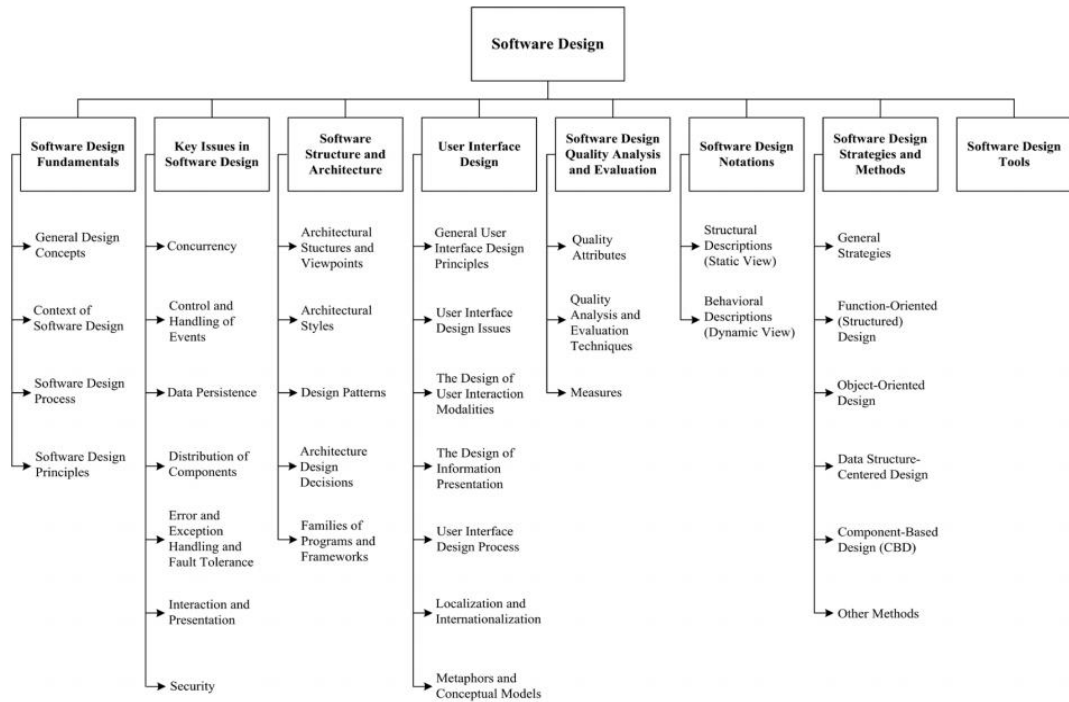 Software Design
Software Design
Fundamentals
Key Issues in
Software Design
Software
Structure and
Architecture
User Interface
Design
Software Design
Quality Analysis
and Evaluation
Software Design
Notations
Software Design
Strategies and
Methods
Software Design
Tools
General Design
Concepts
Context of
Software Design
Software Design
Process
Software Design
Principles
Concurrency
Control and
Handling of
Events
Data Persistence
Distribution of
Components
Error and
Exception
Handling and
Fault Tolerance
Interaction and
Presentation
Security
Architectural
Stuctures and
Viewpoints
Architectural
Styles
Design Patterns
Architecture
Design
Decisions
Families of
Programs and
Frameworks
General User
Interface Design
Principles
User Interface
Design Issues
The Design of
User Interaction
Modalities
The Design of
Information
Presentation
User Interface
Design Process
Localization and
Internationalization
Metaphors and
Conceptual Models
Quality
Attributes
Quality
Analysis and
Evaluation
Techniques
Measures
Structural
Descriptions
(Static View)
Behavioral
Descriptions
(Dynamic View)
General
Strategies
Function-Oriented
(Structured)
Design
Object-Oriented
Design
Data Structure-
Centered Design
Component-Based
Design (CBD)
Other Methods